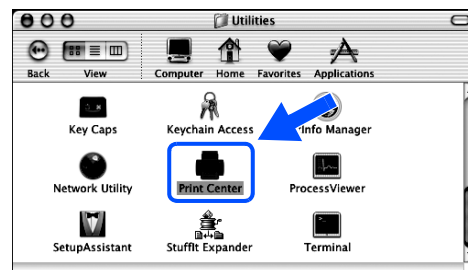 Utilities
Back View Computer Home Favorites Applications
Key Caps Keychain Access Info Manager
Network Utility Print Center ProcessViewer
SetupAssistant StuffIt Expander Terminal